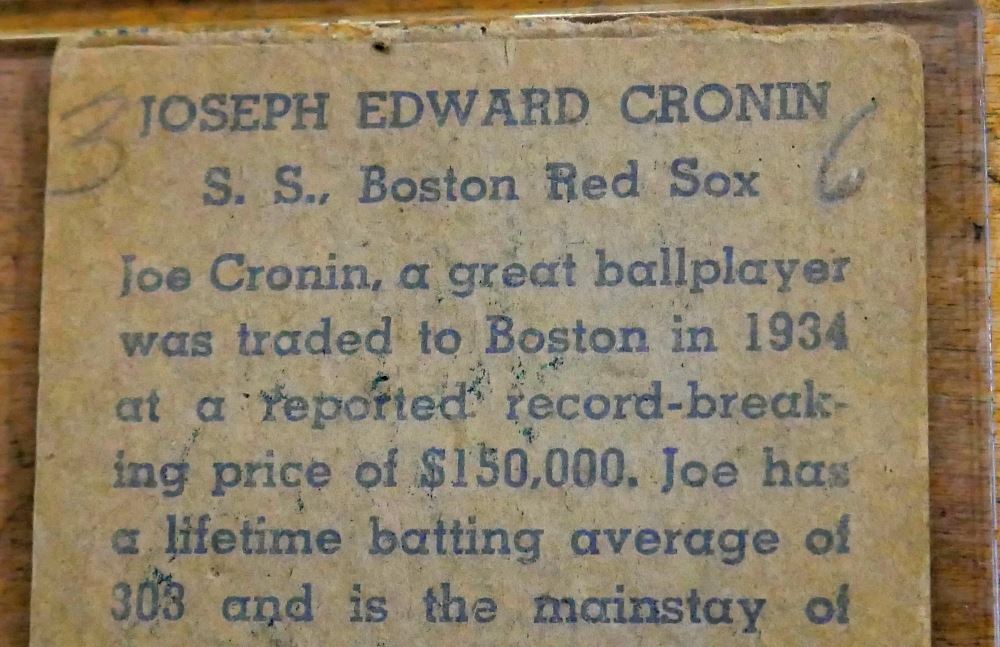 3 JOSEPH EDWARD CRONIN 6
S. S., Boston Red Sox
Joe Cronin, a great ballplayer
was traded to Boston in 1934
at a reported record-break-
ing price of $150,000. Joe has
a lifetime batting average of
303 and is the mainstay of